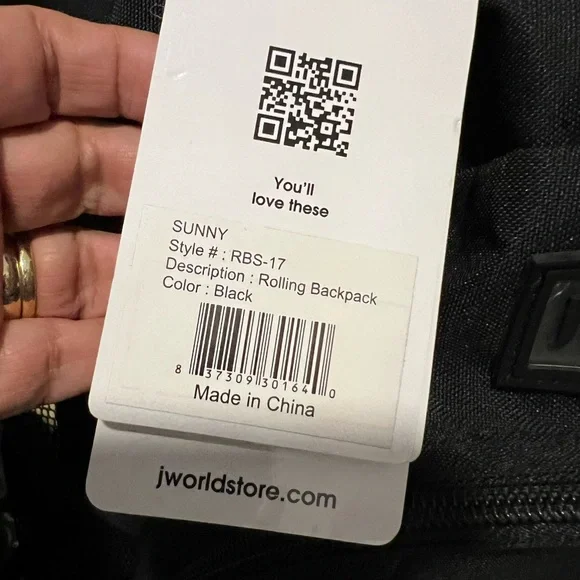 You'll
love these
SUNNY
Style # : RBS-17
Description : Rolling Backpack
Color : Black
8 37309 30164 0
Made in China
jworldstore.com